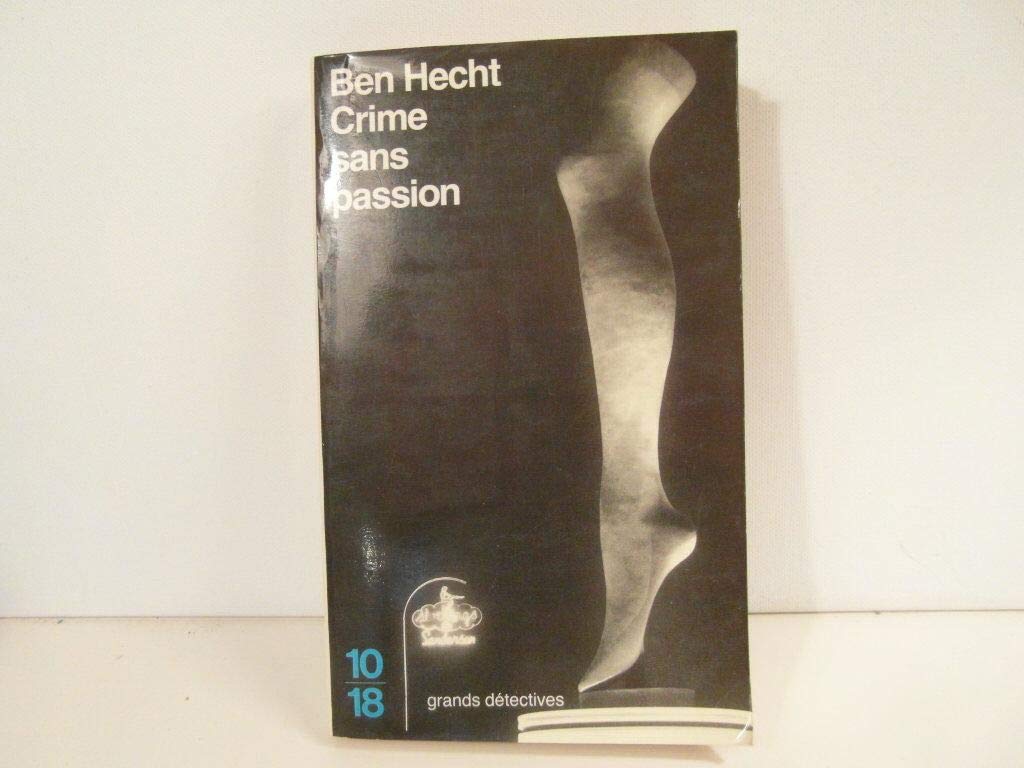 Ben Hecht
Crime
sans
passion
10
18
grands détectives